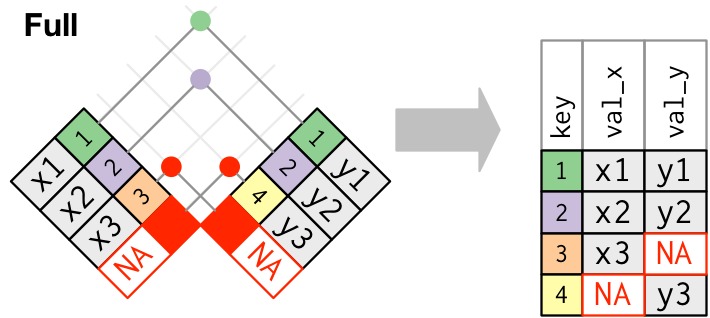 Full
1
x1
2
x2
3
x3
NA
1
y1
2
y2
4
y3
NA
key val_x val_y
1 x1 y1
2 x2 y2
3 x3 NA
4 NA y3